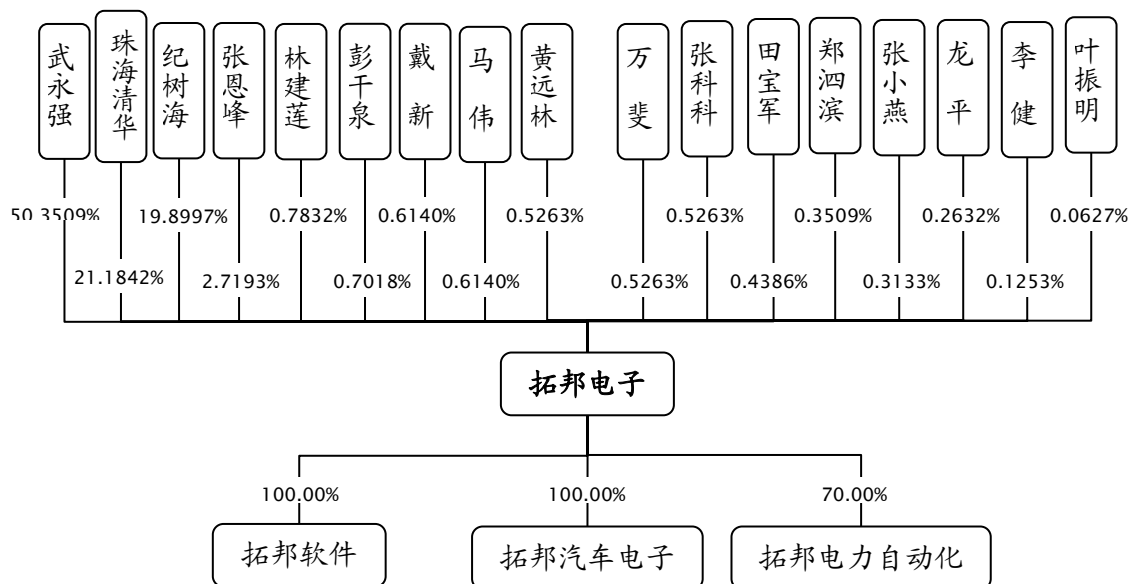 武永强
珠海清华
纪树海
张恩峰
林建莲
彭干泉
戴 新
马 伟
黄远林
万 斐
张科科
田宝军
郑泗滨
张小燕
龙 平
李 健
叶振明
50.3509% 19.8997% 0.7832% 0.6140% 0.5263% 0.5263% 0.3509% 0.2632% 0.0627%
21.1842% 2.7193% 0.7018% 0.6140% 0.5263% 0.4386% 0.3133% 0.1253%
拓邦电子
100.00% 100.00% 70.00%
拓邦软件 拓邦汽车电子 拓邦电力自动化